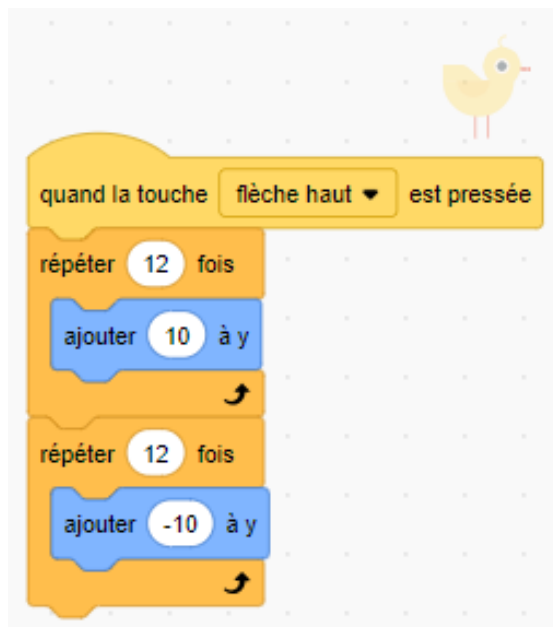 quand la touche flèche haut est pressée
répéter 12 fois
ajouter 10 à y
répéter 12 fois
ajouter -10 à y